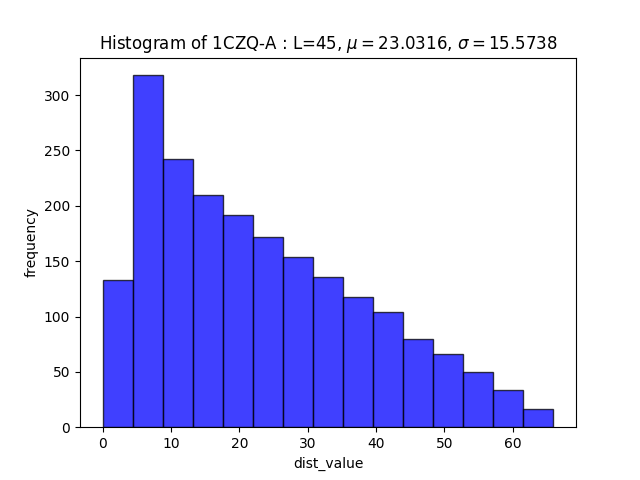 Histogram of 1CZQ-A : L=45, μ = 23.0316, σ = 15.5738
300
250
200
150
100
50
0
frequency
0 10 20 30 40 50 60
dist_value